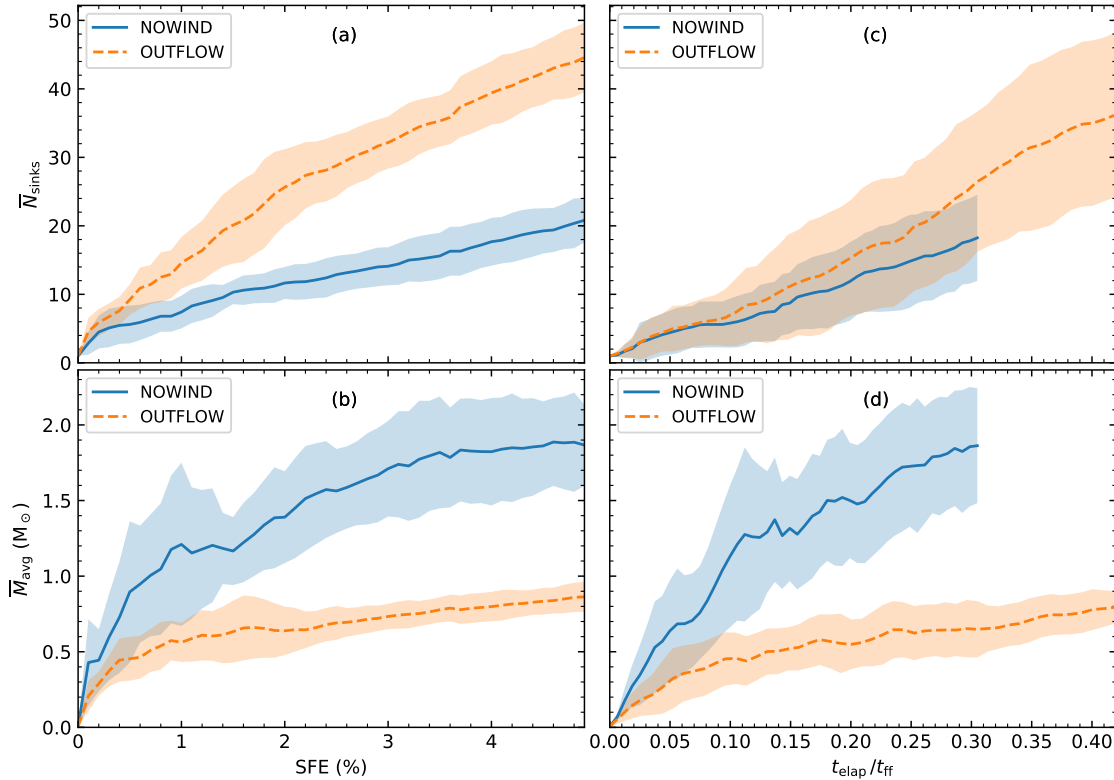 50
40
30
20
10
0
N̅sinks
NOWIND
OUTFLOW
(a)
NOWIND
OUTFLOW
(c)
2.0
1.5
1.0
0.5
0.0
M̅avg (M⊙)
NOWIND
OUTFLOW
(b)
NOWIND
OUTFLOW
(d)
0 1 2 3 4
SFE (%)
0.00 0.05 0.10 0.15 0.20 0.25 0.30 0.35 0.40
telap/tff